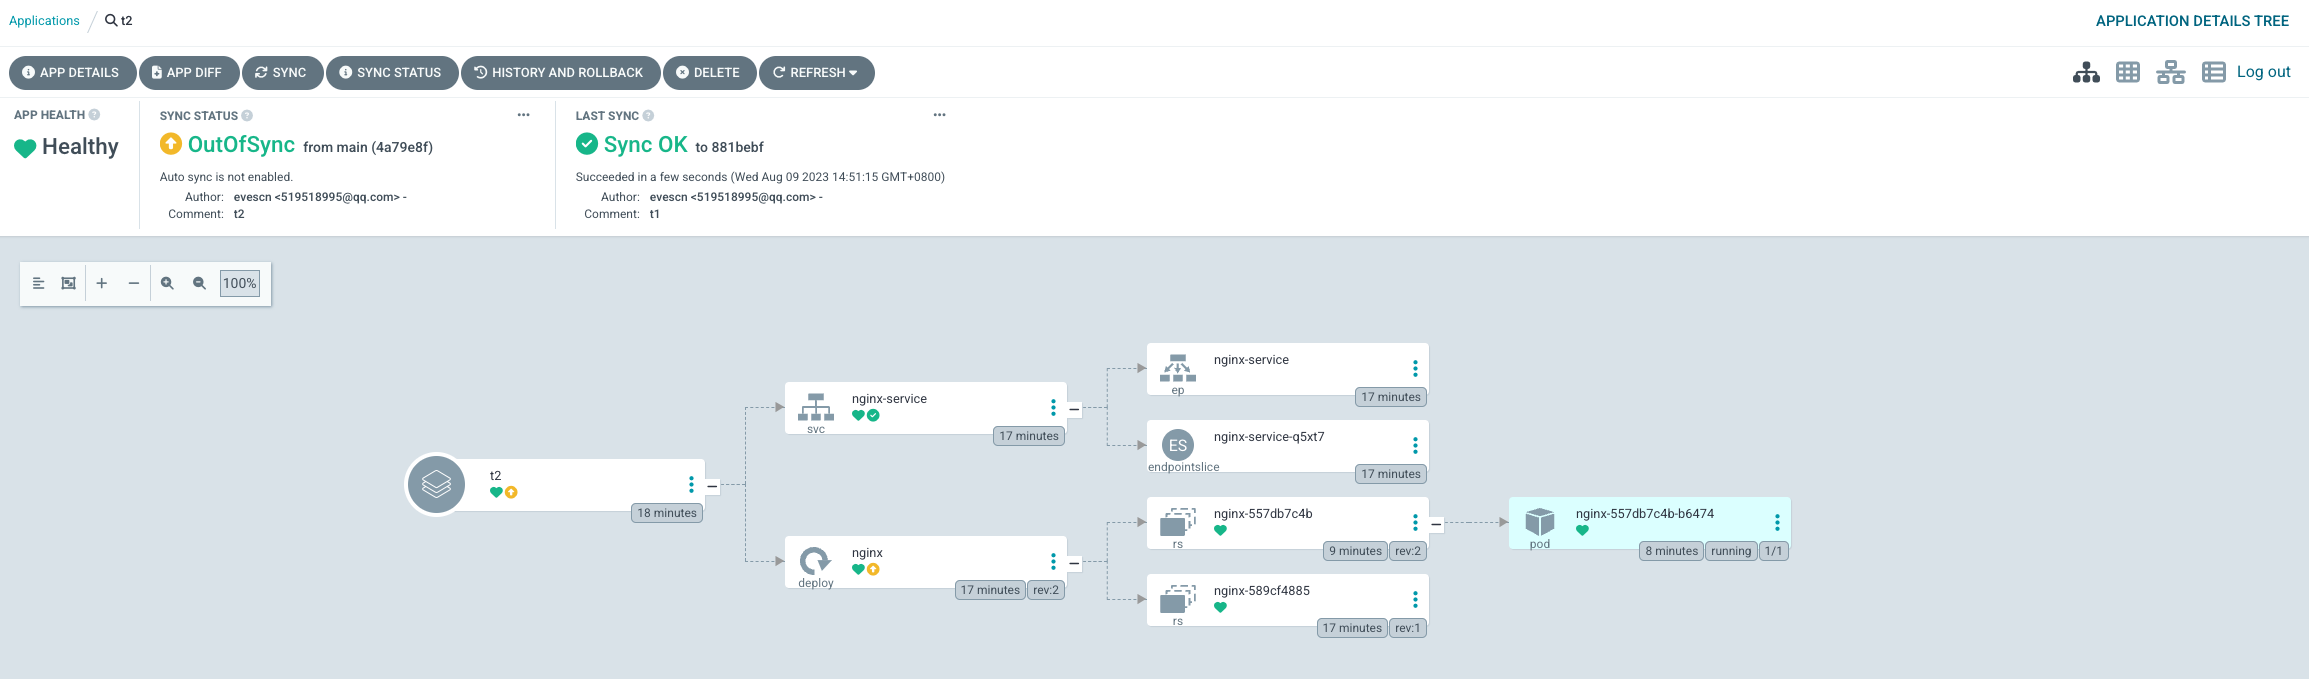 Applications / t2
APPLICATION DETAILS TREE
APP DETAILS
APP DIFF
SYNC
SYNC STATUS
HISTORY AND ROLLBACK
DELETE
REFRESH
Log out
APP HEALTH ?
Healthy
SYNC STATUS ?
OutOfSync from main (4a79e8f)
Auto sync is not enabled.
Author: evescn <519518995@qq.com> -
Comment: t2
LAST SYNC ?
Sync OK to 881bebf
Succeeded in a few seconds (Wed Aug 09 2023 14:51:15 GMT+0800)
Author: evescn <519518995@qq.com> -
Comment: t1
100%
t2
18 minutes
nginx-service
svc
17 minutes
nginx
deploy
17 minutes rev:2
nginx-service
ep
17 minutes
ES
nginx-service-q5xt7
endpointslice
17 minutes
nginx-557db7c4b
rs
9 minutes rev:2
nginx-589cf4885
rs
17 minutes rev:1
nginx-557db7c4b-b6474
pod
8 minutes running 1/1